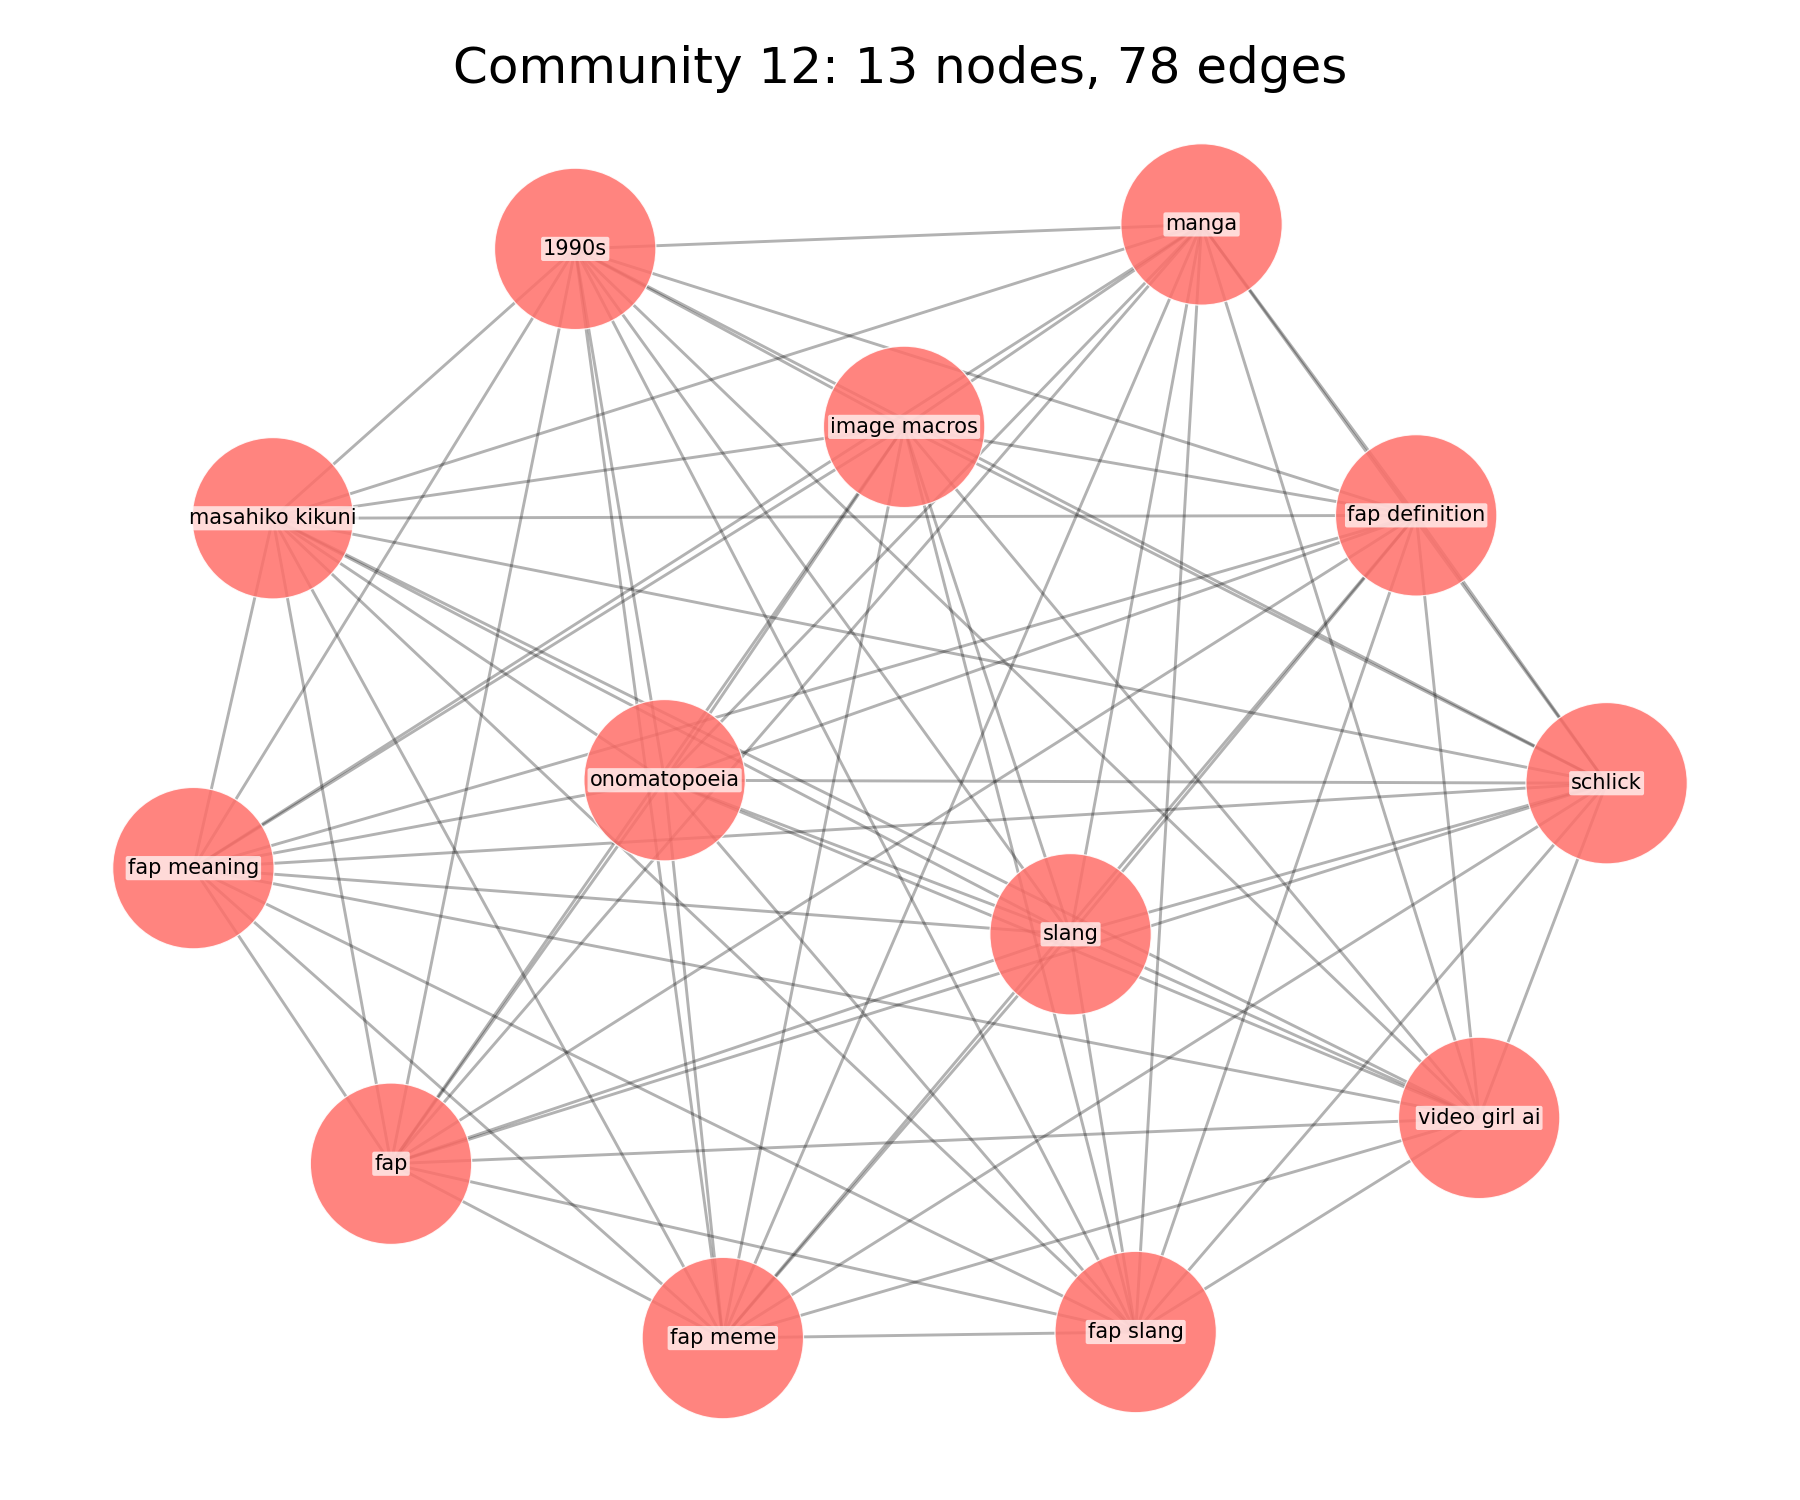 Community 12: 13 nodes, 78 edges
manga
1990s
image macros
fap definition
masahiko kikuni
onomatopoeia
schlick
fap meaning
slang
video girl ai
fap
fap slang
fap meme